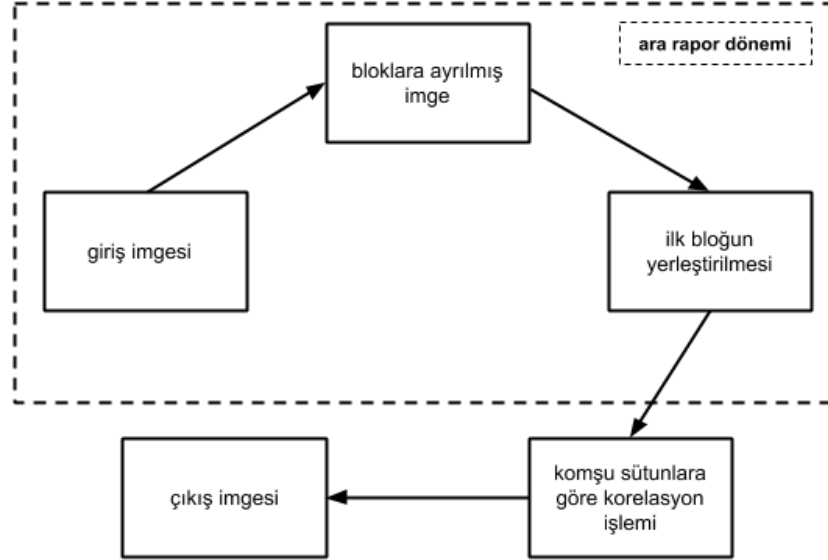 ara rapor dönemi
bloklara ayrılmış
imge
giriş imgesi
ilk bloğun
yerleştirilmesi
komşu sütunlara
göre korelasyon
işlemi
çıkış imgesi